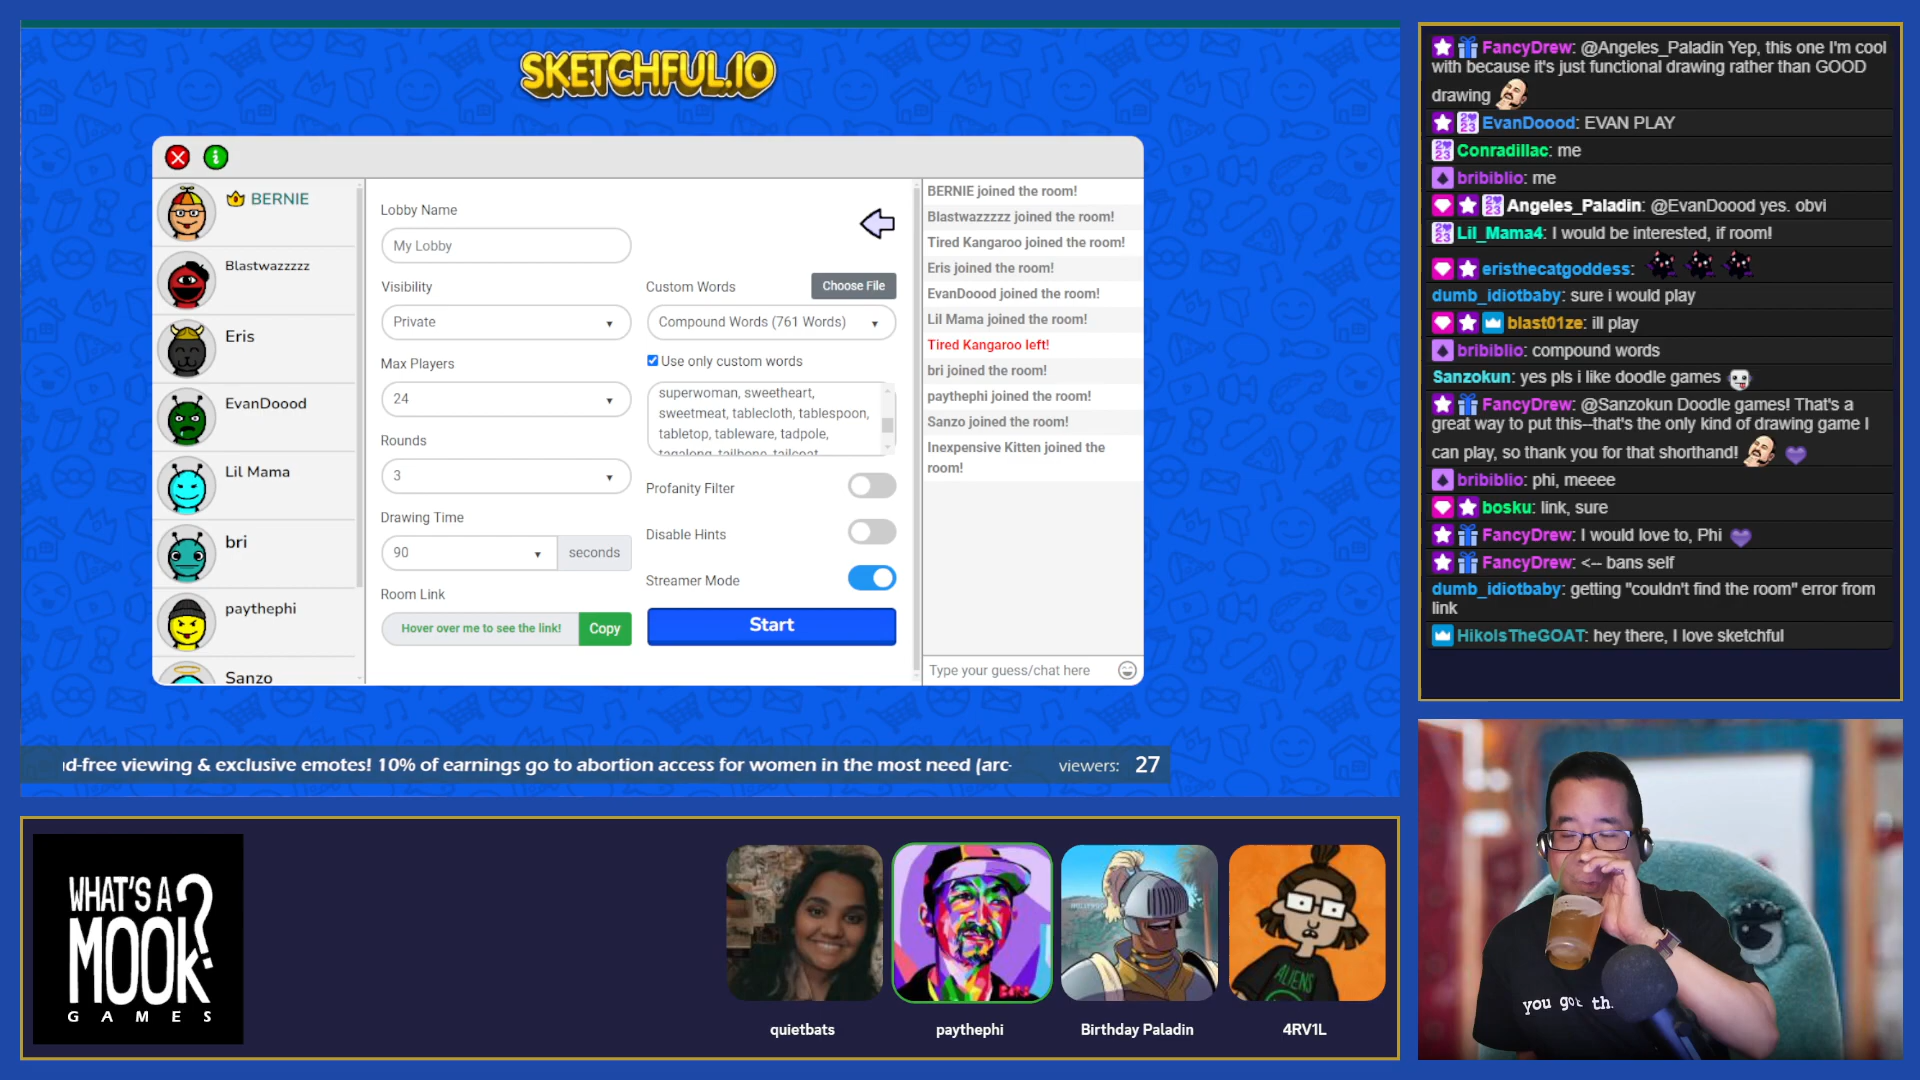 SKETCHFUL.IO
BERNIE
Blastwazzzzz
Eris
EvanDoood
Lil Mama
bri
paythephi
Sanzo
Lobby Name
My Lobby
Visibility
Private
Max Players
24
Rounds
3
Drawing Time
90
seconds
Room Link
Hover over me to see the link!
Copy
Custom Words
Choose File
Compound Words (761 Words)
Use only custom words
superwoman, sweetheart,
sweetmeat, tablecloth, tablespoon,
tabletop, tableware, tadpole,
tagalong, tailbone, tailcoat
Profanity Filter
Disable Hints
Streamer Mode
Start
BERNIE joined the room!
Blastwazzzzz joined the room!
Tired Kangaroo joined the room!
Eris joined the room!
EvanDoood joined the room!
Lil Mama joined the room!
Tired Kangaroo left!
bri joined the room!
paythephi joined the room!
Sanzo joined the room!
Inexpensive Kitten joined the
room!
Type your guess/chat here
d-free viewing & exclusive emotes! 10% of earnings go to abortion access for women in the most need (arc-
viewers: 27
WHAT'S A
MOOK?
GAMES
quietbats
paythephi
Birthday Paladin
ALIENS
4RV1L
FancyDrew: @Angeles_Paladin Yep, this one I'm cool
with because it's just functional drawing rather than GOOD
drawing
2023 EvanDoood: EVAN PLAY
2023 Conradillac: me
bribiblio: me
2023 Angeles_Paladin: @EvanDoood yes. obvi
2023 Lil_Mama4: I would be interested, if room!
eristhecatgoddess:
dumb_idiotbaby: sure i would play
blast01ze: ill play
bribiblio: compound words
Sanzokun: yes pls i like doodle games
FancyDrew: @Sanzokun Doodle games! That's a
great way to put this--that's the only kind of drawing game I
can play, so thank you for that shorthand!
bribiblio: phi, meeee
bosku: link, sure
FancyDrew: I would love to, Phi
FancyDrew: <-- bans self
dumb_idiotbaby: getting "couldn't find the room" error from
link
HikoIsTheGOAT: hey there, I love sketchful
you got th